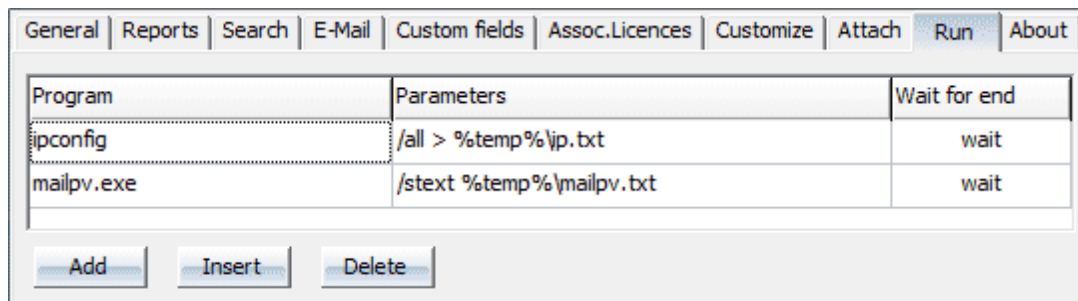 General Reports Search E-Mail Custom fields Assoc.Licences Customize Attach Run About
Program Parameters Wait for end
ipconfig /all > %temp%\ip.txt wait
mailpv.exe /stext %temp%\mailpv.txt wait
Add Insert Delete